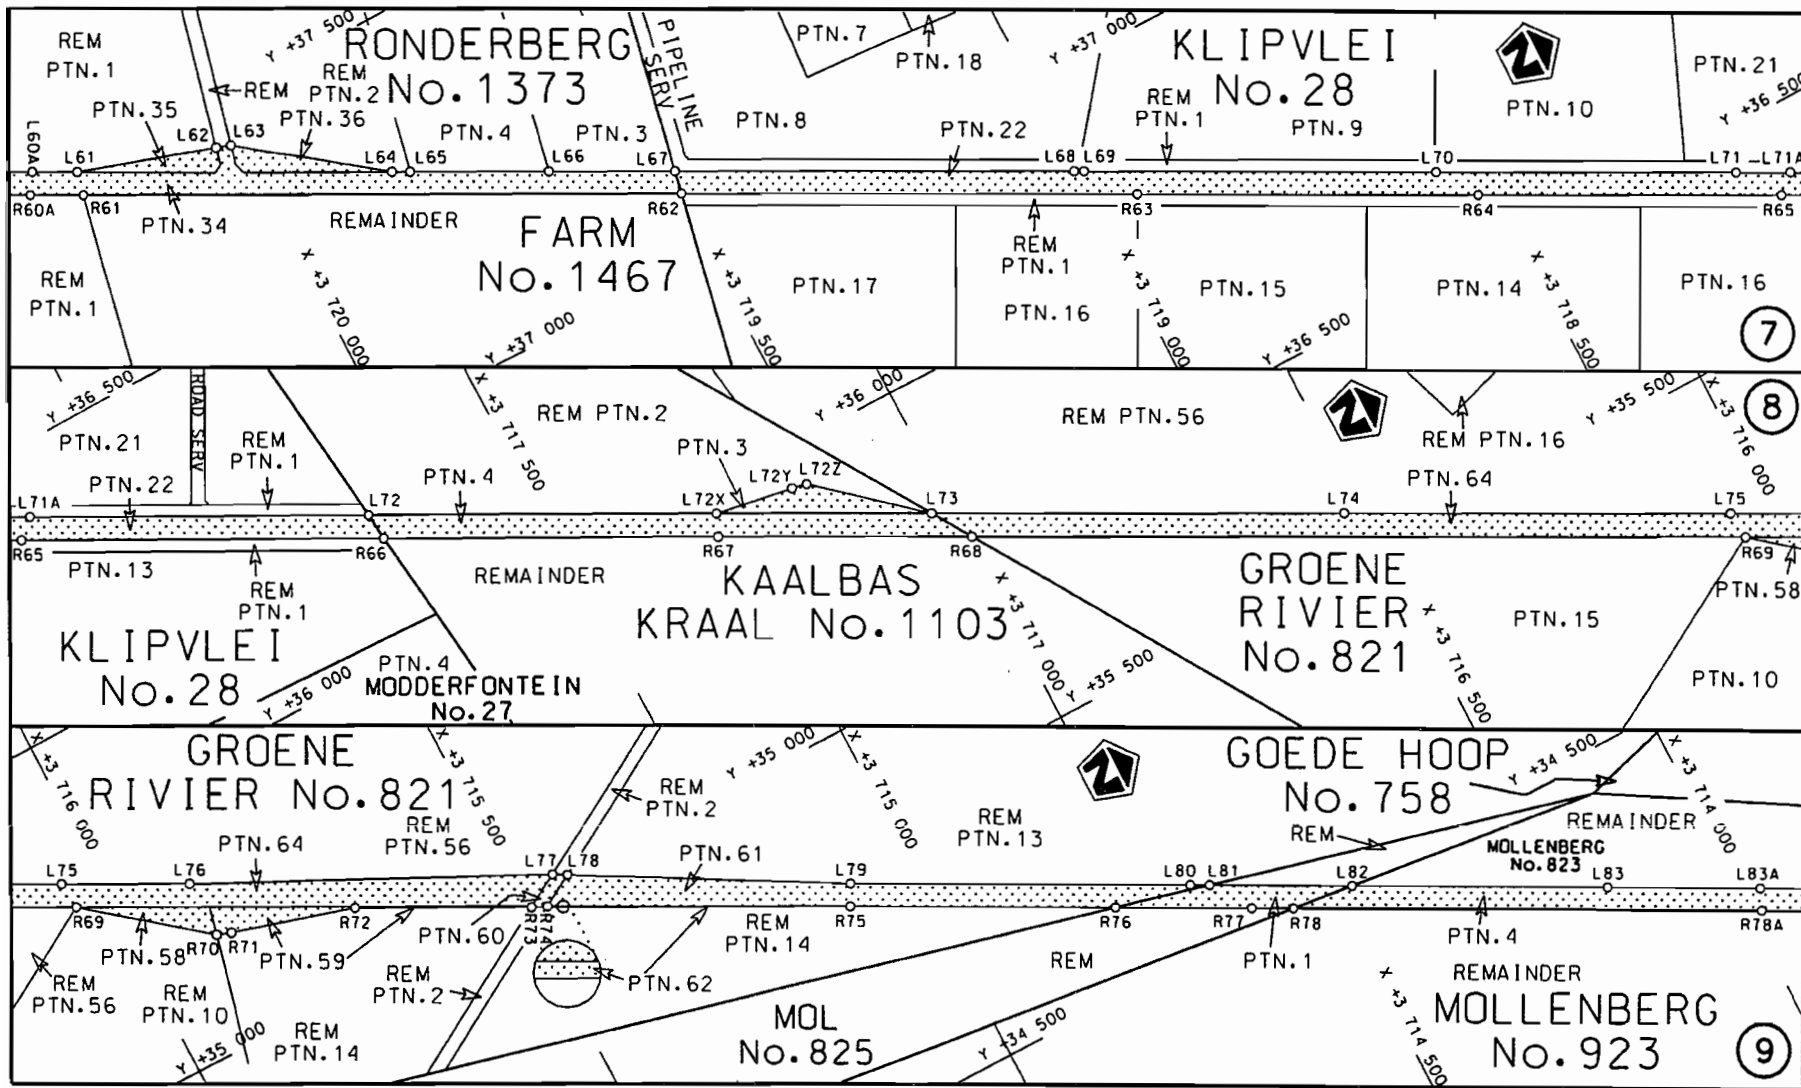 REM
PTN.1
Y +37 500
RONDERBERG
No.1373
PIPELINE
SERV
PTN.7
PTN.18
Y +37 000
KLIPVLEI
No.28
PTN.21
Y +36 500
REM
REM
PTN.2
PTN.35
PTN.36
PTN.4
PTN.3
PTN.8
PTN.22
REM
PTN.1
PTN.9
PTN.10
L60A
L61
L62
L63
L64
L65
L66
L67
L68
L69
L70
L71
L71A
R60A
R61
R62
R63
R64
R65
PTN.34
REMAINDER
FARM
No.1467
REM
PTN.1
X +3 720 000
Y +37 000
X +3 719 500
PTN.17
REM
PTN.1
PTN.16
X +3 719 000
PTN.15
Y +36 500
PTN.14
X +3 718 500
PTN.16
7
Y +36 500
ROAD SERV
X +3 717 500
REM PTN.2
Y +36 000
REM PTN.56
REM PTN.16
Y +35 500
X +3 716 000
8
PTN.21
REM
PTN.1
PTN.22
PTN.4
PTN.3
PTN.64
L71A
L72
L72X
L72Y
L72Z
L73
L74
L75
R65
R66
R67
R68
R69
PTN.13
REM
PTN.1
REMAINDER
KAALBAS
KRAAL No.1103
X +3 717 000
GROENE
RIVIER
No.821
X +3 716 500
PTN.15
PTN.58
PTN.10
KLIPVLEI
No.28
Y +36 000
PTN.4
MODDERFONTEIN
No.27
Y +35 500
X +3 716 000
GROENE
RIVIER No.821
X +3 715 500
REM
PTN.2
Y +35 000
X +3 715 000
REM
PTN.13
GOEDE HOOP
No.758
Y +34 500
X +3 714 000
REM
REMAINDER
MOLLENBERG
No.823
PTN.64
REM
PTN.56
PTN.61
L75
L76
L77
L78
L79
L80
L81
L82
L83
L83A
R69
R70
R71
R72
R73
R74
R75
R76
R77
R78
R78A
PTN.58
PTN.59
PTN.60
REM
PTN.14
PTN.62
REM
PTN.1
PTN.4
REM
PTN.56
REM
PTN.10
REM
PTN.14
REM
PTN.2
Y +35 000
MOL
No.825
Y +34 500
X +3 714 500
REMAINDER
MOLLENBERG
No.923
9